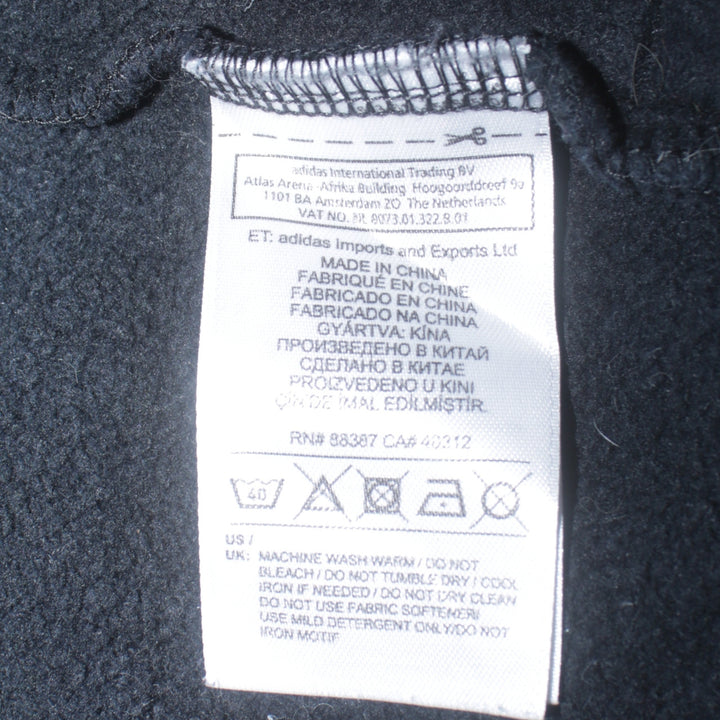 adidas International Trading BV
Atlas Arena -Afrika Building Hoogoorddreef 9a
1101 BA Amsterdam ZO The Netherlands
VAT NO. NL 8073.01.322.B.01
ET: adidas Imports and Exports Ltd
MADE IN CHINA
FABRIQUÉ EN CHINE
FABRICADO EN CHINA
FABRICADO NA CHINA
GYÁRTVA: KÍNA
ПРОИЗВЕДЕНО В КИТАЙ
СДЕЛАНО В КИТАЕ
PROIZVEDENO U KINI
ÇİN DE İMAL EDİLMİŞTİR.
RN# 88387 CA# 40312
40
US /
UK: MACHINE WASH WARM / DO NOT
BLEACH / DO NOT TUMBLE DRY / COOL
IRON IF NEEDED / DO NOT DRY CLEAN
DO NOT USE FABRIC SOFTENER/
USE MILD DETERGENT ONLY/DO NOT
IRON MOTIF